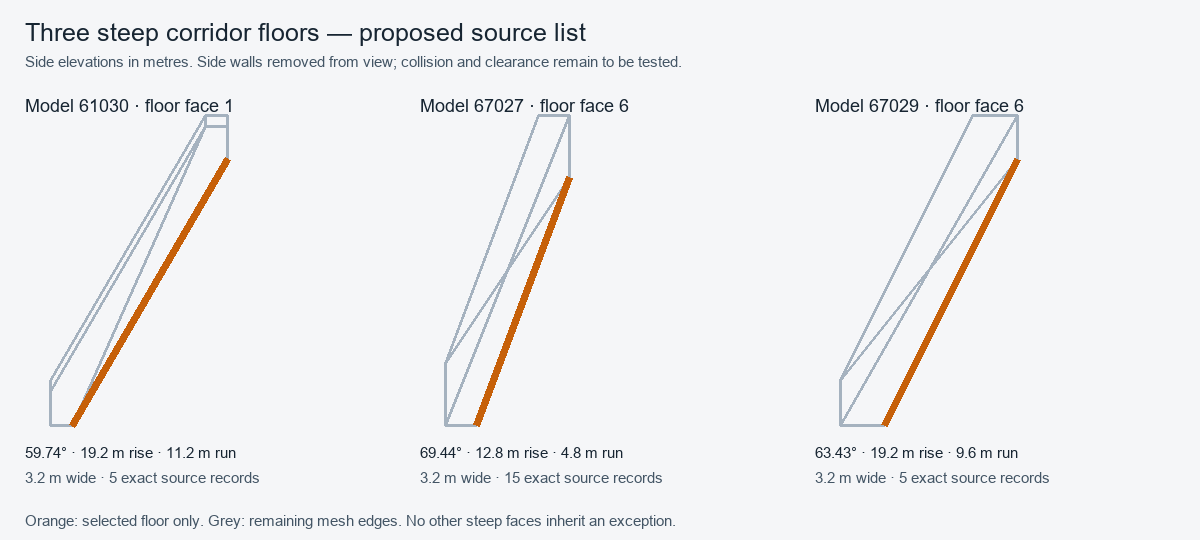 Three steep corridor floors — proposed source list
Side elevations in metres. Side walls removed from view; collision and clearance remain to be tested.
Model 61030 · floor face 1
Model 67027 · floor face 6
Model 67029 · floor face 6
59.74° · 19.2 m rise · 11.2 m run
69.44° · 12.8 m rise · 4.8 m run
63.43° · 19.2 m rise · 9.6 m run
3.2 m wide · 5 exact source records
3.2 m wide · 15 exact source records
3.2 m wide · 5 exact source records
Orange: selected floor only. Grey: remaining mesh edges. No other steep faces inherit an exception.